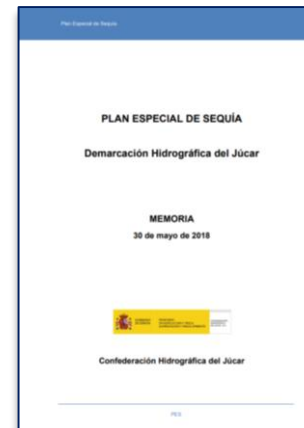 Plan Especial de Sequía
PLAN ESPECIAL DE SEQUÍA
Demarcación Hidrográfica del Júcar
MEMORIA
30 de mayo de 2018
Confederación Hidrográfica del Júcar